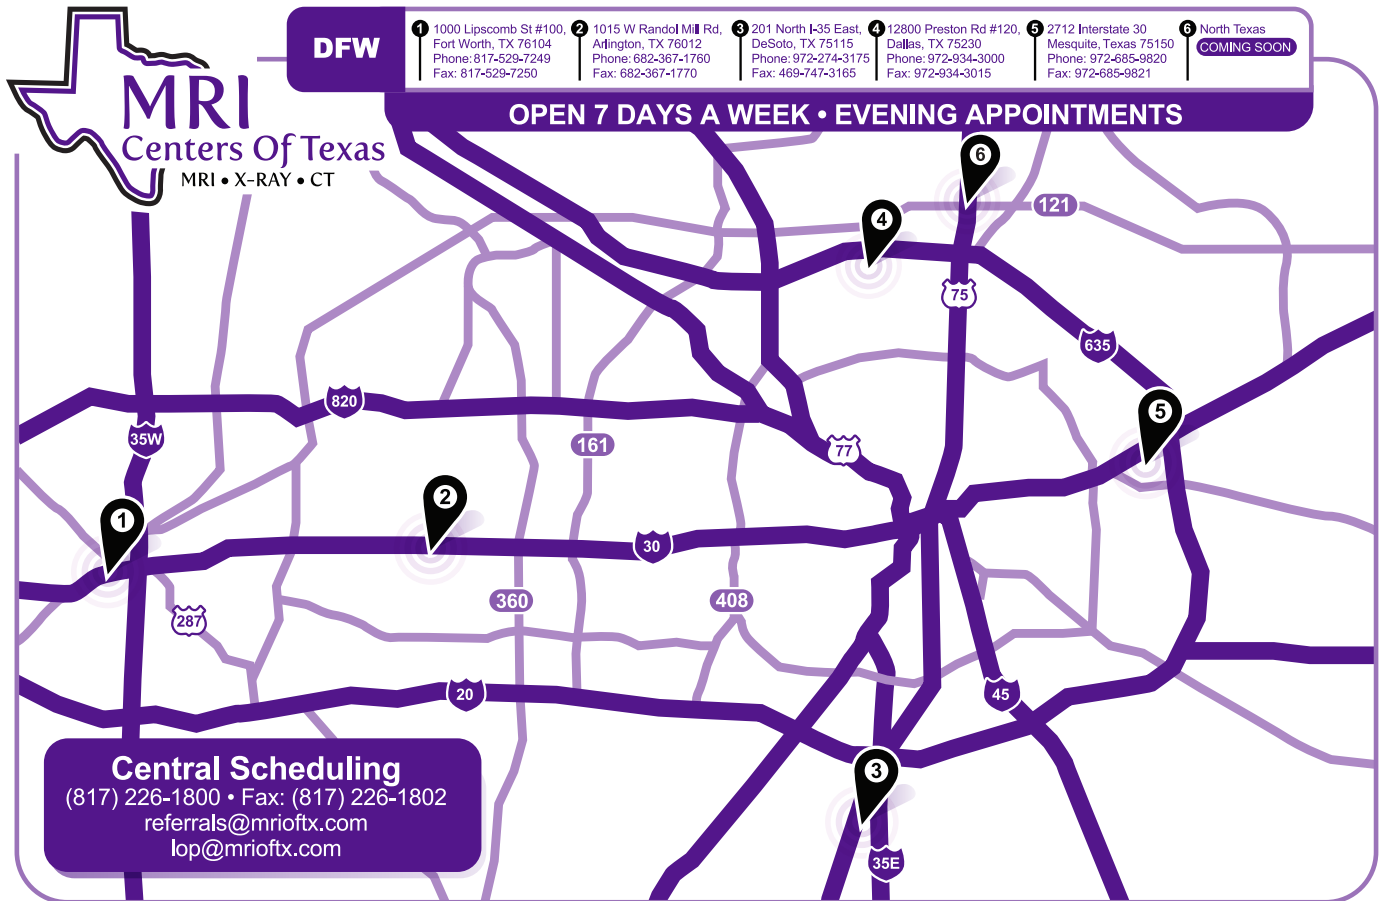 MRI
Centers Of Texas
MRI • X-RAY • CT
DFW
1
1000 Lipscomb St #100,
Fort Worth, TX 76104
Phone: 817-529-7249
Fax: 817-529-7250
2
1015 W Randol Mill Rd,
Arlington, TX 76012
Phone: 682-367-1760
Fax: 682-367-1770
3
201 North I-35 East,
DeSoto, TX 75115
Phone: 972-274-3175
Fax: 469-747-3165
4
12800 Preston Rd #120,
Dallas, TX 75230
Phone: 972-934-3000
Fax: 972-934-3015
5
2712 Interstate 30
Mesquite, Texas 75150
Phone: 972-685-9820
Fax: 972-685-9821
6
North Texas
COMING SOON
OPEN 7 DAYS A WEEK • EVENING APPOINTMENTS
6
121
4
75
635
820
5
35W
161
77
2
1
30
360
408
287
20
45
3
35E
Central Scheduling
(817) 226-1800 • Fax: (817) 226-1802
referrals@mrioftx.com
lop@mrioftx.com